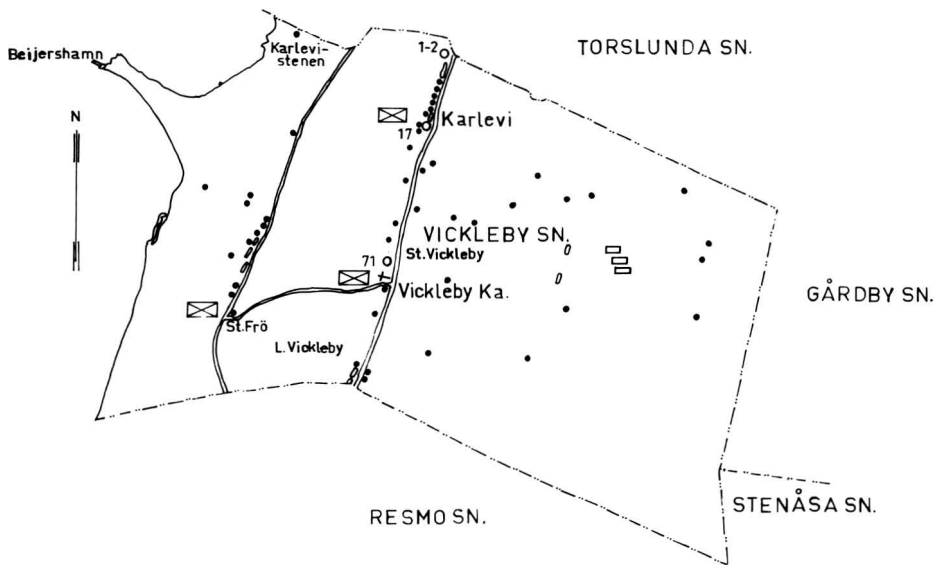 TORSLUNDA SN.
1-2
Karlevi-
stenen
Beijershamn
N
17
Karlevi
VICKLEBY SN.
71
St. Vickleby
Vickleby Ka.
GÅRDBY SN.
St. Frö
L. Vickleby
STENÅSA SN.
RESMO SN.